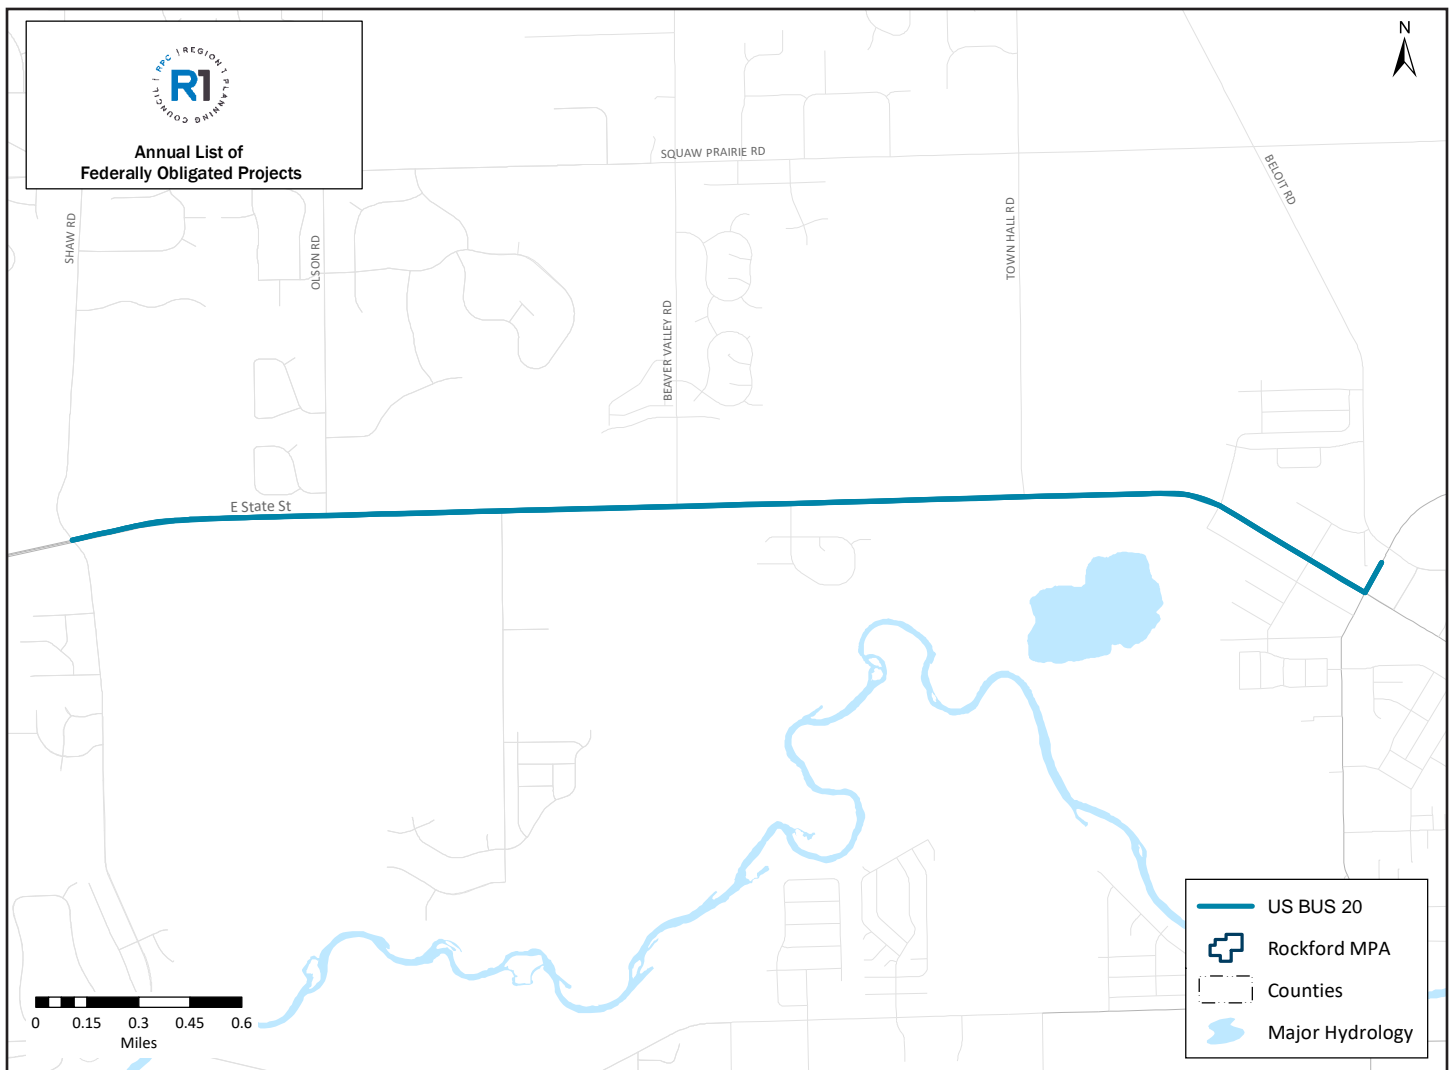 RPC | REGION 1 PLANNING COUNCIL |
R1
Annual List of
Federally Obligated Projects
N
SQUAW PRAIRIE RD
BELOIT RD
SHAW RD
OLSON RD
TOWN HALL RD
BEAVER VALLEY RD
E State St
US BUS 20
Rockford MPA
Counties
Major Hydrology
0 0.15 0.3 0.45 0.6
Miles